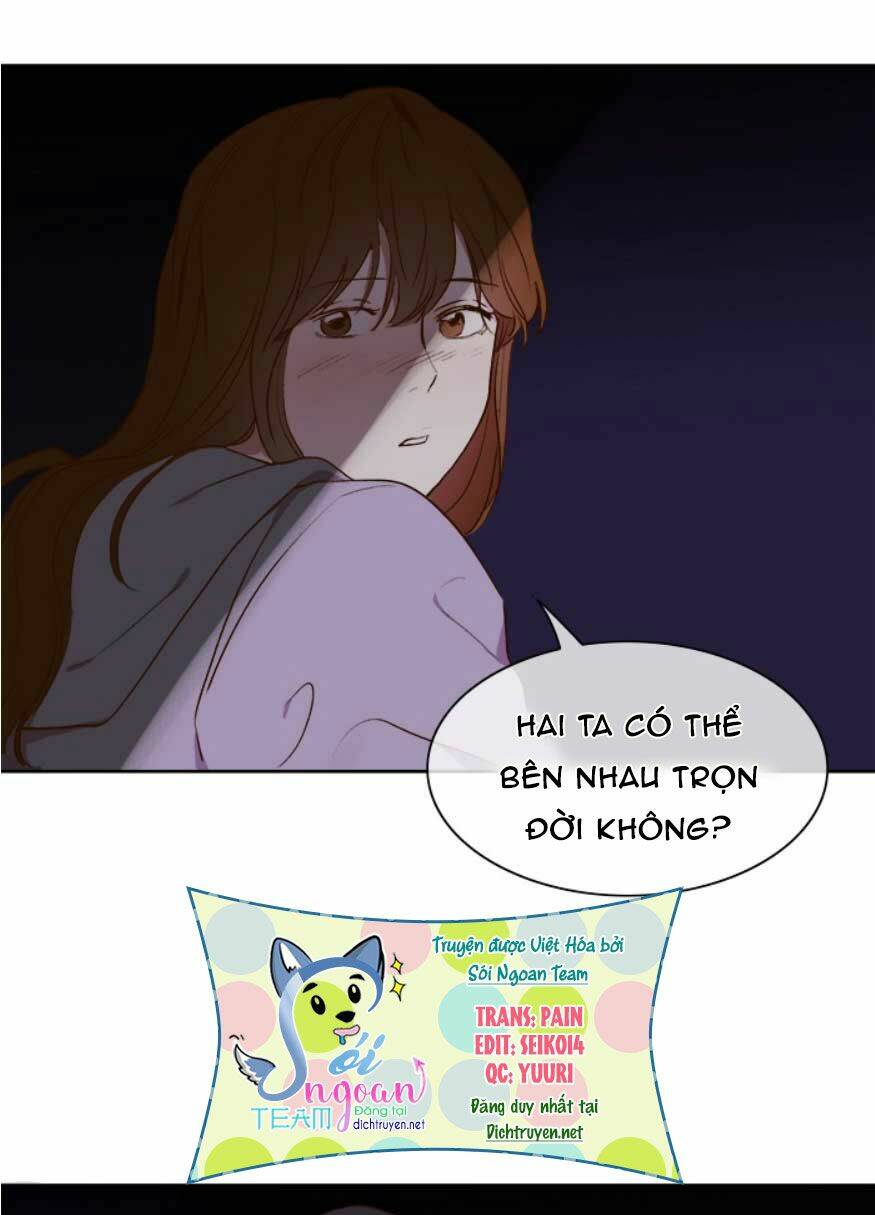 HAI TA CÓ THỂ
BÊN NHAU TRỌN
ĐỜI KHÔNG?
Truyện được Việt Hóa bởi
Sói Ngoan Team
TRANS: PAIN
EDIT: SEIKO14
QC: YUURI
Đăng duy nhất tại
Dichtruyen.net
Sói
ngoan
TEAM
Đăng tại
dichtruyen.net